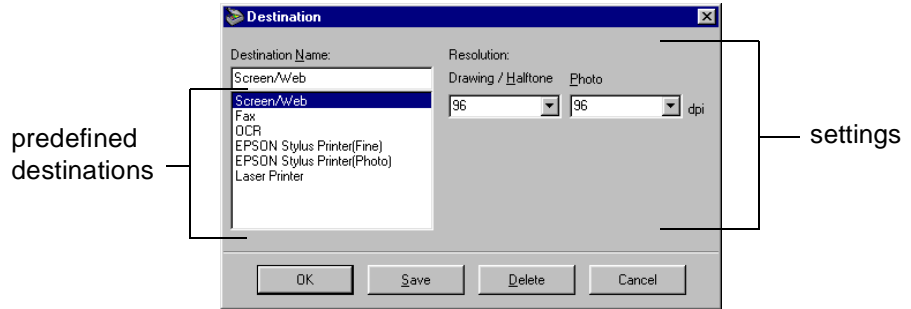 Destination
Destination Name:
Screen/Web
Screen/Web
Fax
OCR
EPSON Stylus Printer(Fine)
EPSON Stylus Printer(Photo)
Laser Printer
Resolution:
Drawing / Halftone Photo
96 96 dpi
OK Save Delete Cancel
predefined
destinations
settings